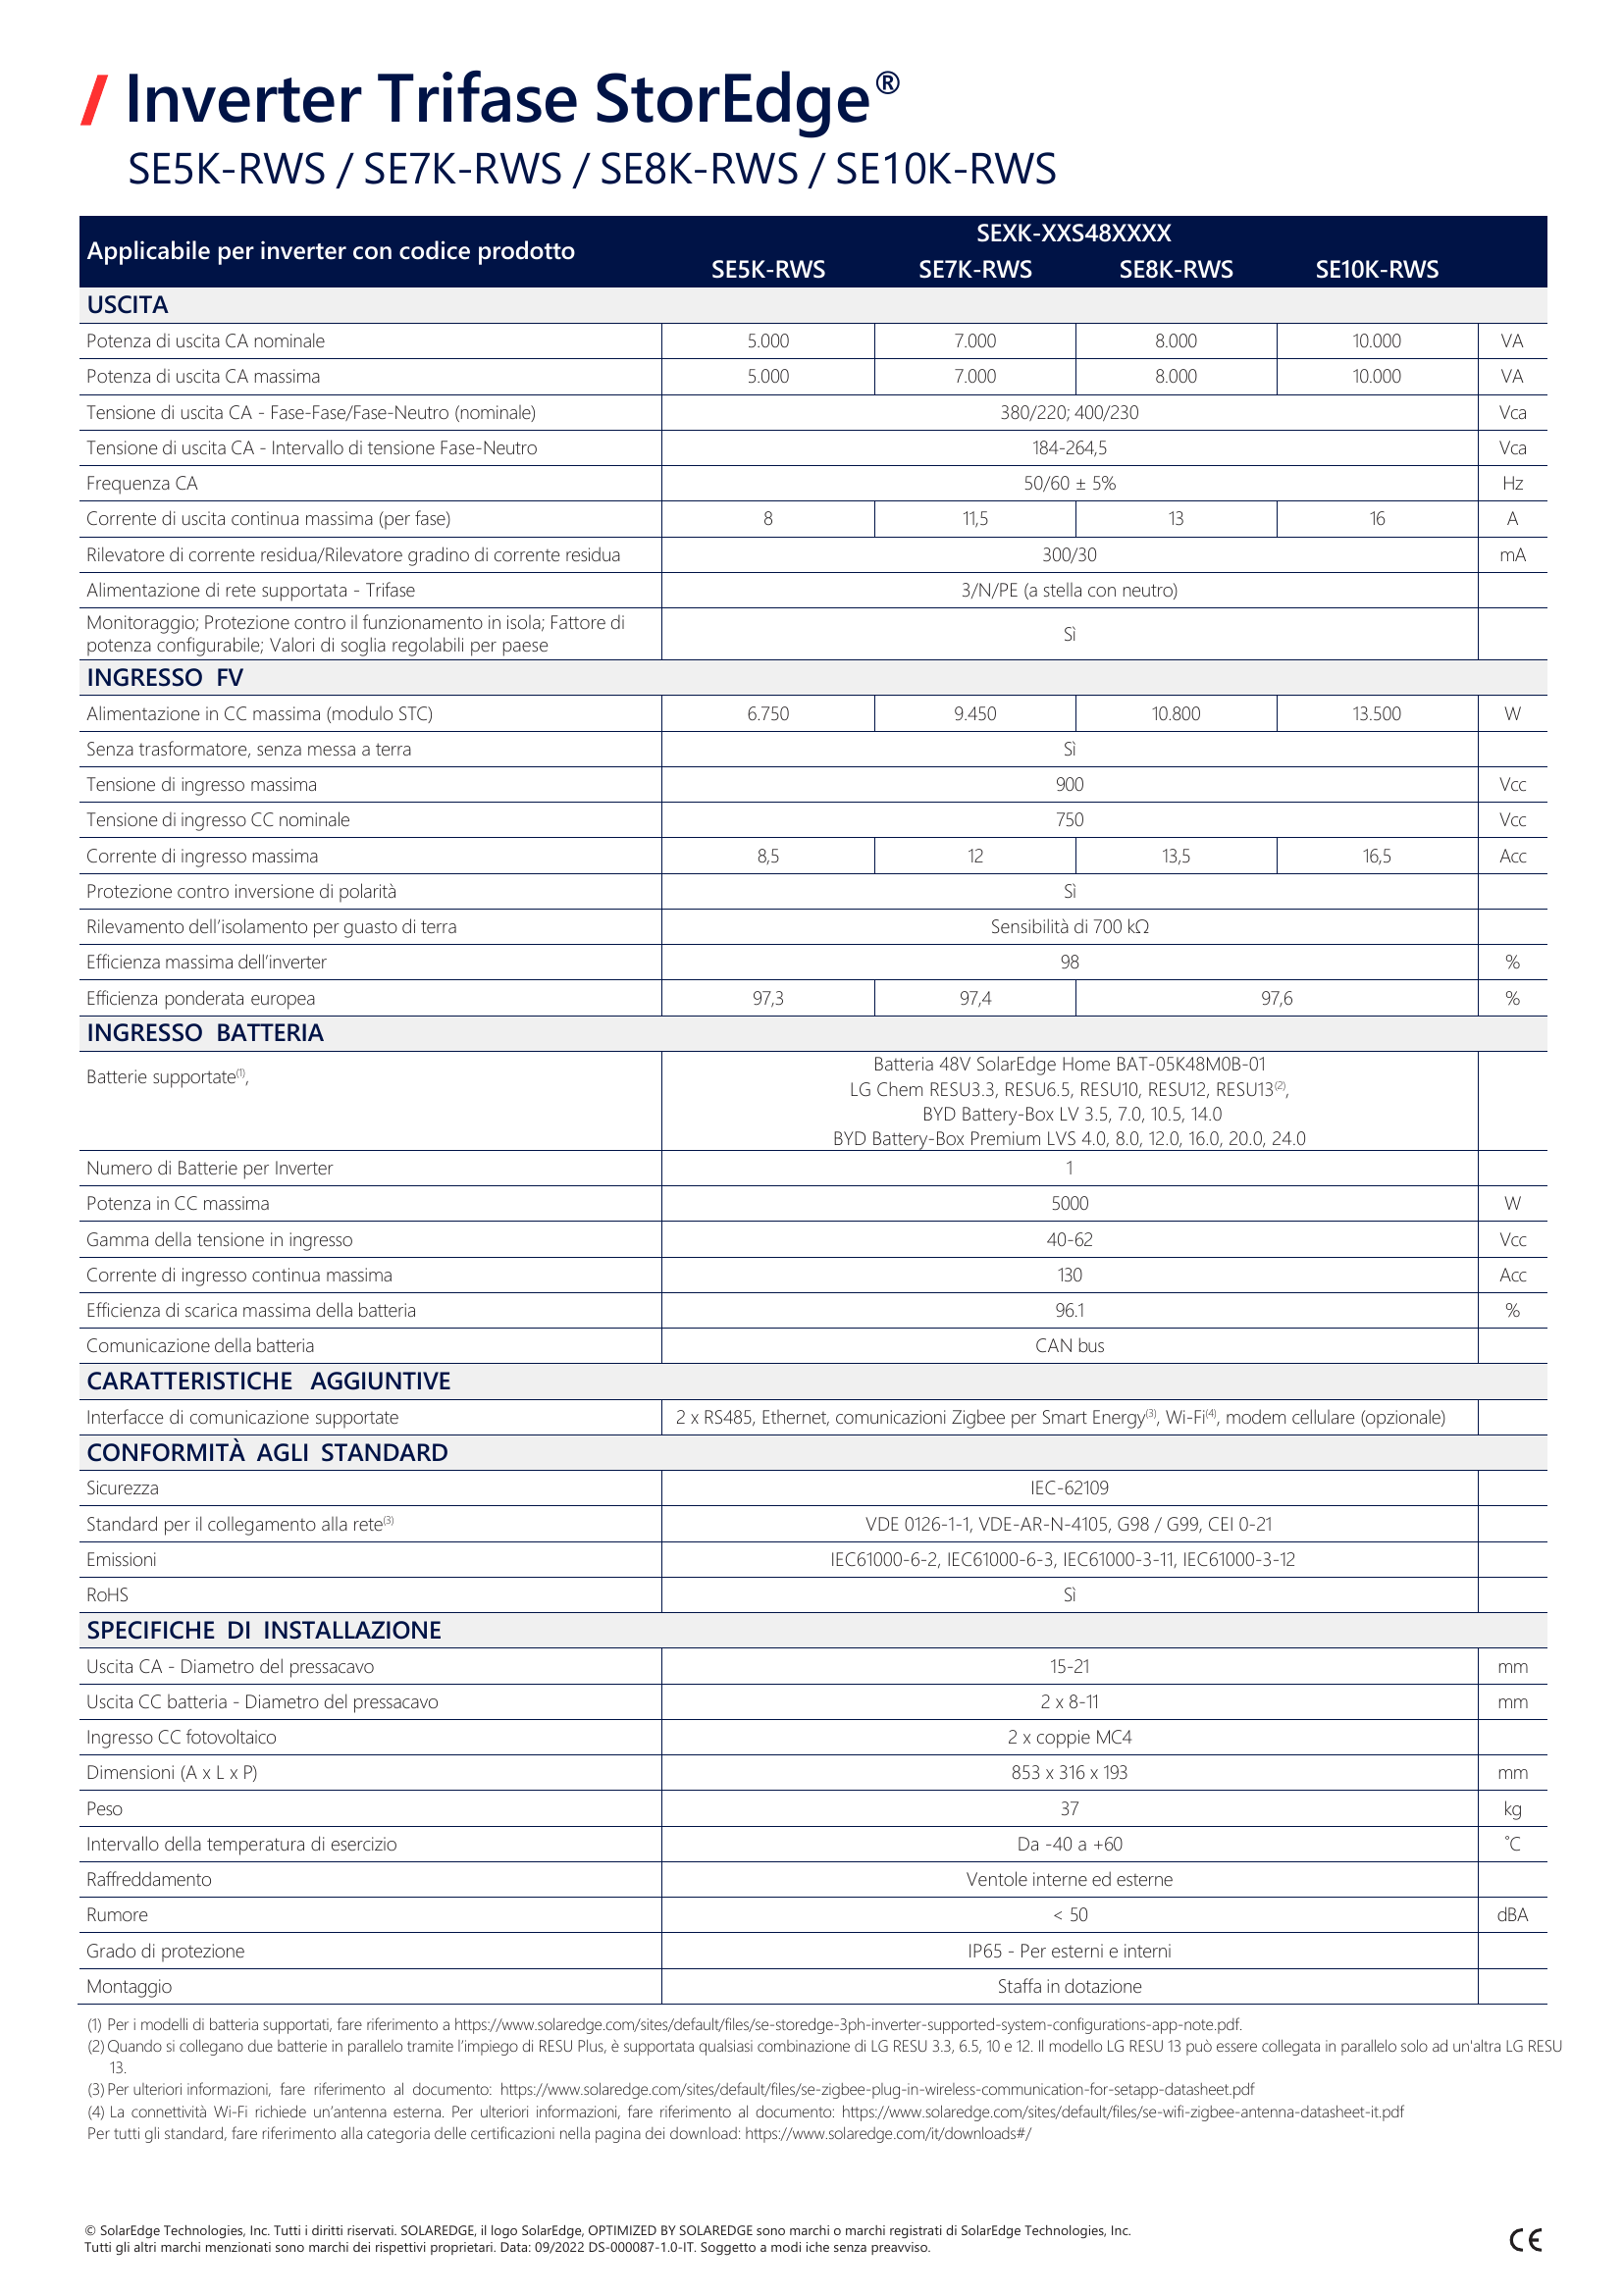 / Inverter Trifase StorEdge®
SE5K-RWS / SE7K-RWS / SE8K-RWS / SE10K-RWS
Applicabile per inverter con codice prodotto
SEXK-XXS48XXXX
SE5K-RWS SE7K-RWS SE8K-RWS SE10K-RWS
USCITA
Potenza di uscita CA nominale 5.000 7.000 8.000 10.000 VA
Potenza di uscita CA massima 5.000 7.000 8.000 10.000 VA
Tensione di uscita CA - Fase-Fase/Fase-Neutro (nominale) 380/220; 400/230 Vca
Tensione di uscita CA - Intervallo di tensione Fase-Neutro 184-264,5 Vca
Frequenza CA 50/60 ± 5% Hz
Corrente di uscita continua massima (per fase) 8 11,5 13 16 A
Rilevatore di corrente residua/Rilevatore gradino di corrente residua 300/30 mA
Alimentazione di rete supportata - Trifase 3/N/PE (a stella con neutro)
Monitoraggio; Protezione contro il funzionamento in isola; Fattore di
potenza configurabile; Valori di soglia regolabili per paese Sì
INGRESSO FV
Alimentazione in CC massima (modulo STC) 6.750 9.450 10.800 13.500 W
Senza trasformatore, senza messa a terra Sì
Tensione di ingresso massima 900 Vcc
Tensione di ingresso CC nominale 750 Vcc
Corrente di ingresso massima 8,5 12 13,5 16,5 Acc
Protezione contro inversione di polarità Sì
Rilevamento dell’isolamento per guasto di terra Sensibilità di 700 kΩ
Efficienza massima dell’inverter 98 %
Efficienza ponderata europea 97,3 97,4 97,6 %
INGRESSO BATTERIA
Batterie supportate(1),
Batteria 48V SolarEdge Home BAT-05K48M0B-01
LG Chem RESU3.3, RESU6.5, RESU10, RESU12, RESU13(2),
BYD Battery-Box LV 3.5, 7.0, 10.5, 14.0
BYD Battery-Box Premium LVS 4.0, 8.0, 12.0, 16.0, 20.0, 24.0
Numero di Batterie per Inverter 1
Potenza in CC massima 5000 W
Gamma della tensione in ingresso 40-62 Vcc
Corrente di ingresso continua massima 130 Acc
Efficienza di scarica massima della batteria 96.1 %
Comunicazione della batteria CAN bus
CARATTERISTICHE AGGIUNTIVE
Interfacce di comunicazione supportate 2 x RS485, Ethernet, comunicazioni Zigbee per Smart Energy(3), Wi-Fi(4), modem cellulare (opzionale)
CONFORMITÀ AGLI STANDARD
Sicurezza IEC-62109
Standard per il collegamento alla rete(3) VDE 0126-1-1, VDE-AR-N-4105, G98 / G99, CEI 0-21
Emissioni IEC61000-6-2, IEC61000-6-3, IEC61000-3-11, IEC61000-3-12
RoHS Sì
SPECIFICHE DI INSTALLAZIONE
Uscita CA - Diametro del pressacavo 15-21 mm
Uscita CC batteria - Diametro del pressacavo 2 x 8-11 mm
Ingresso CC fotovoltaico 2 x coppie MC4
Dimensioni (A x L x P) 853 x 316 x 193 mm
Peso 37 kg
Intervallo della temperatura di esercizio Da -40 a +60 ˚C
Raffreddamento Ventole interne ed esterne
Rumore < 50 dBA
Grado di protezione IP65 - Per esterni e interni
Montaggio Staffa in dotazione
(1) Per i modelli di batteria supportati, fare riferimento a https://www.solaredge.com/sites/default/files/se-storedge-3ph-inverter-supported-system-configurations-app-note.pdf.
(2) Quando si collegano due batterie in parallelo tramite l’impiego di RESU Plus, è supportata qualsiasi combinazione di LG RESU 3.3, 6.5, 10 e 12. Il modello LG RESU 13 può essere collegata in parallelo solo ad un'altra LG RESU
13.
(3) Per ulteriori informazioni, fare riferimento al documento: https://www.solaredge.com/sites/default/files/se-zigbee-plug-in-wireless-communication-for-setapp-datasheet.pdf
(4) La connettività Wi-Fi richiede un’antenna esterna. Per ulteriori informazioni, fare riferimento al documento: https://www.solaredge.com/sites/default/files/se-wifi-zigbee-antenna-datasheet-it.pdf
Per tutti gli standard, fare riferimento alla categoria delle certificazioni nella pagina dei download: https://www.solaredge.com/it/downloads#/
© SolarEdge Technologies, Inc. Tutti i diritti riservati. SOLAREDGE, il logo SolarEdge, OPTIMIZED BY SOLAREDGE sono marchi o marchi registrati di SolarEdge Technologies, Inc.
Tutti gli altri marchi menzionati sono marchi dei rispettivi proprietari. Data: 09/2022 DS-000087-1.0-IT. Soggetto a modi iche senza preavviso.
CE